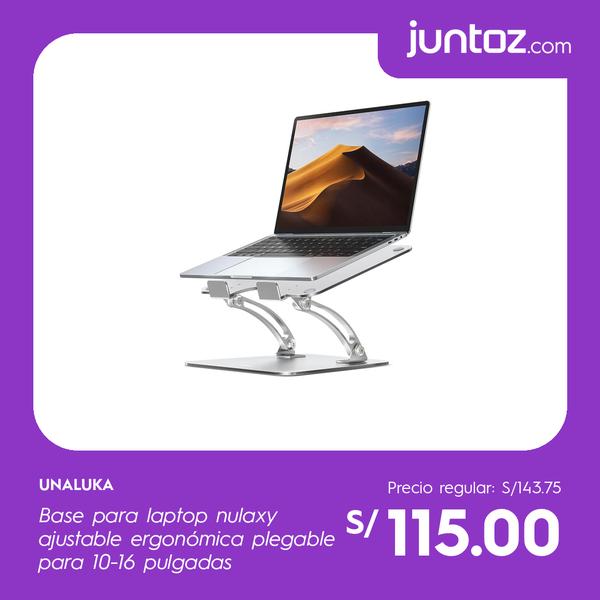 juntoz.com
UNALUKA
Base para laptop nulaxy
ajustable ergonómica plegable
para 10-16 pulgadas
Precio regular: S/143.75
S/ 115.00